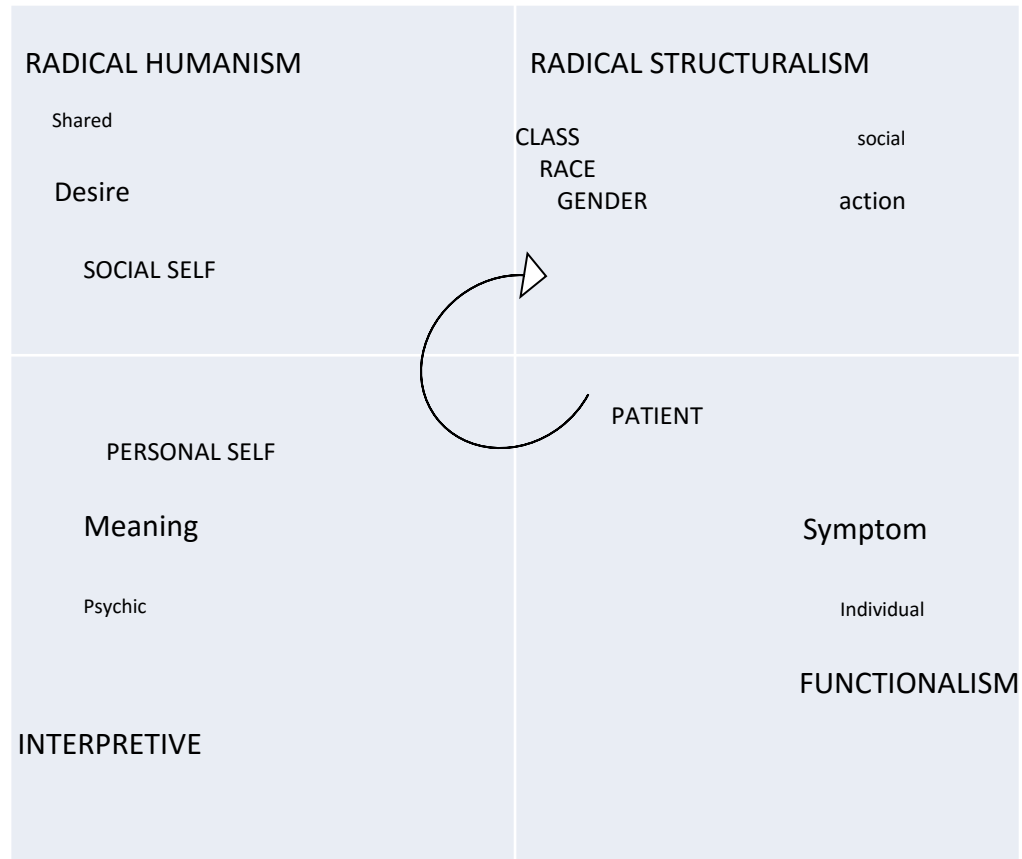 RADICAL HUMANISM
Shared
Desire
SOCIAL SELF
RADICAL STRUCTURALISM
CLASS
RACE
GENDER
social
action
PERSONAL SELF
Meaning
Psychic
INTERPRETIVE
PATIENT
Symptom
Individual
FUNCTIONALISM